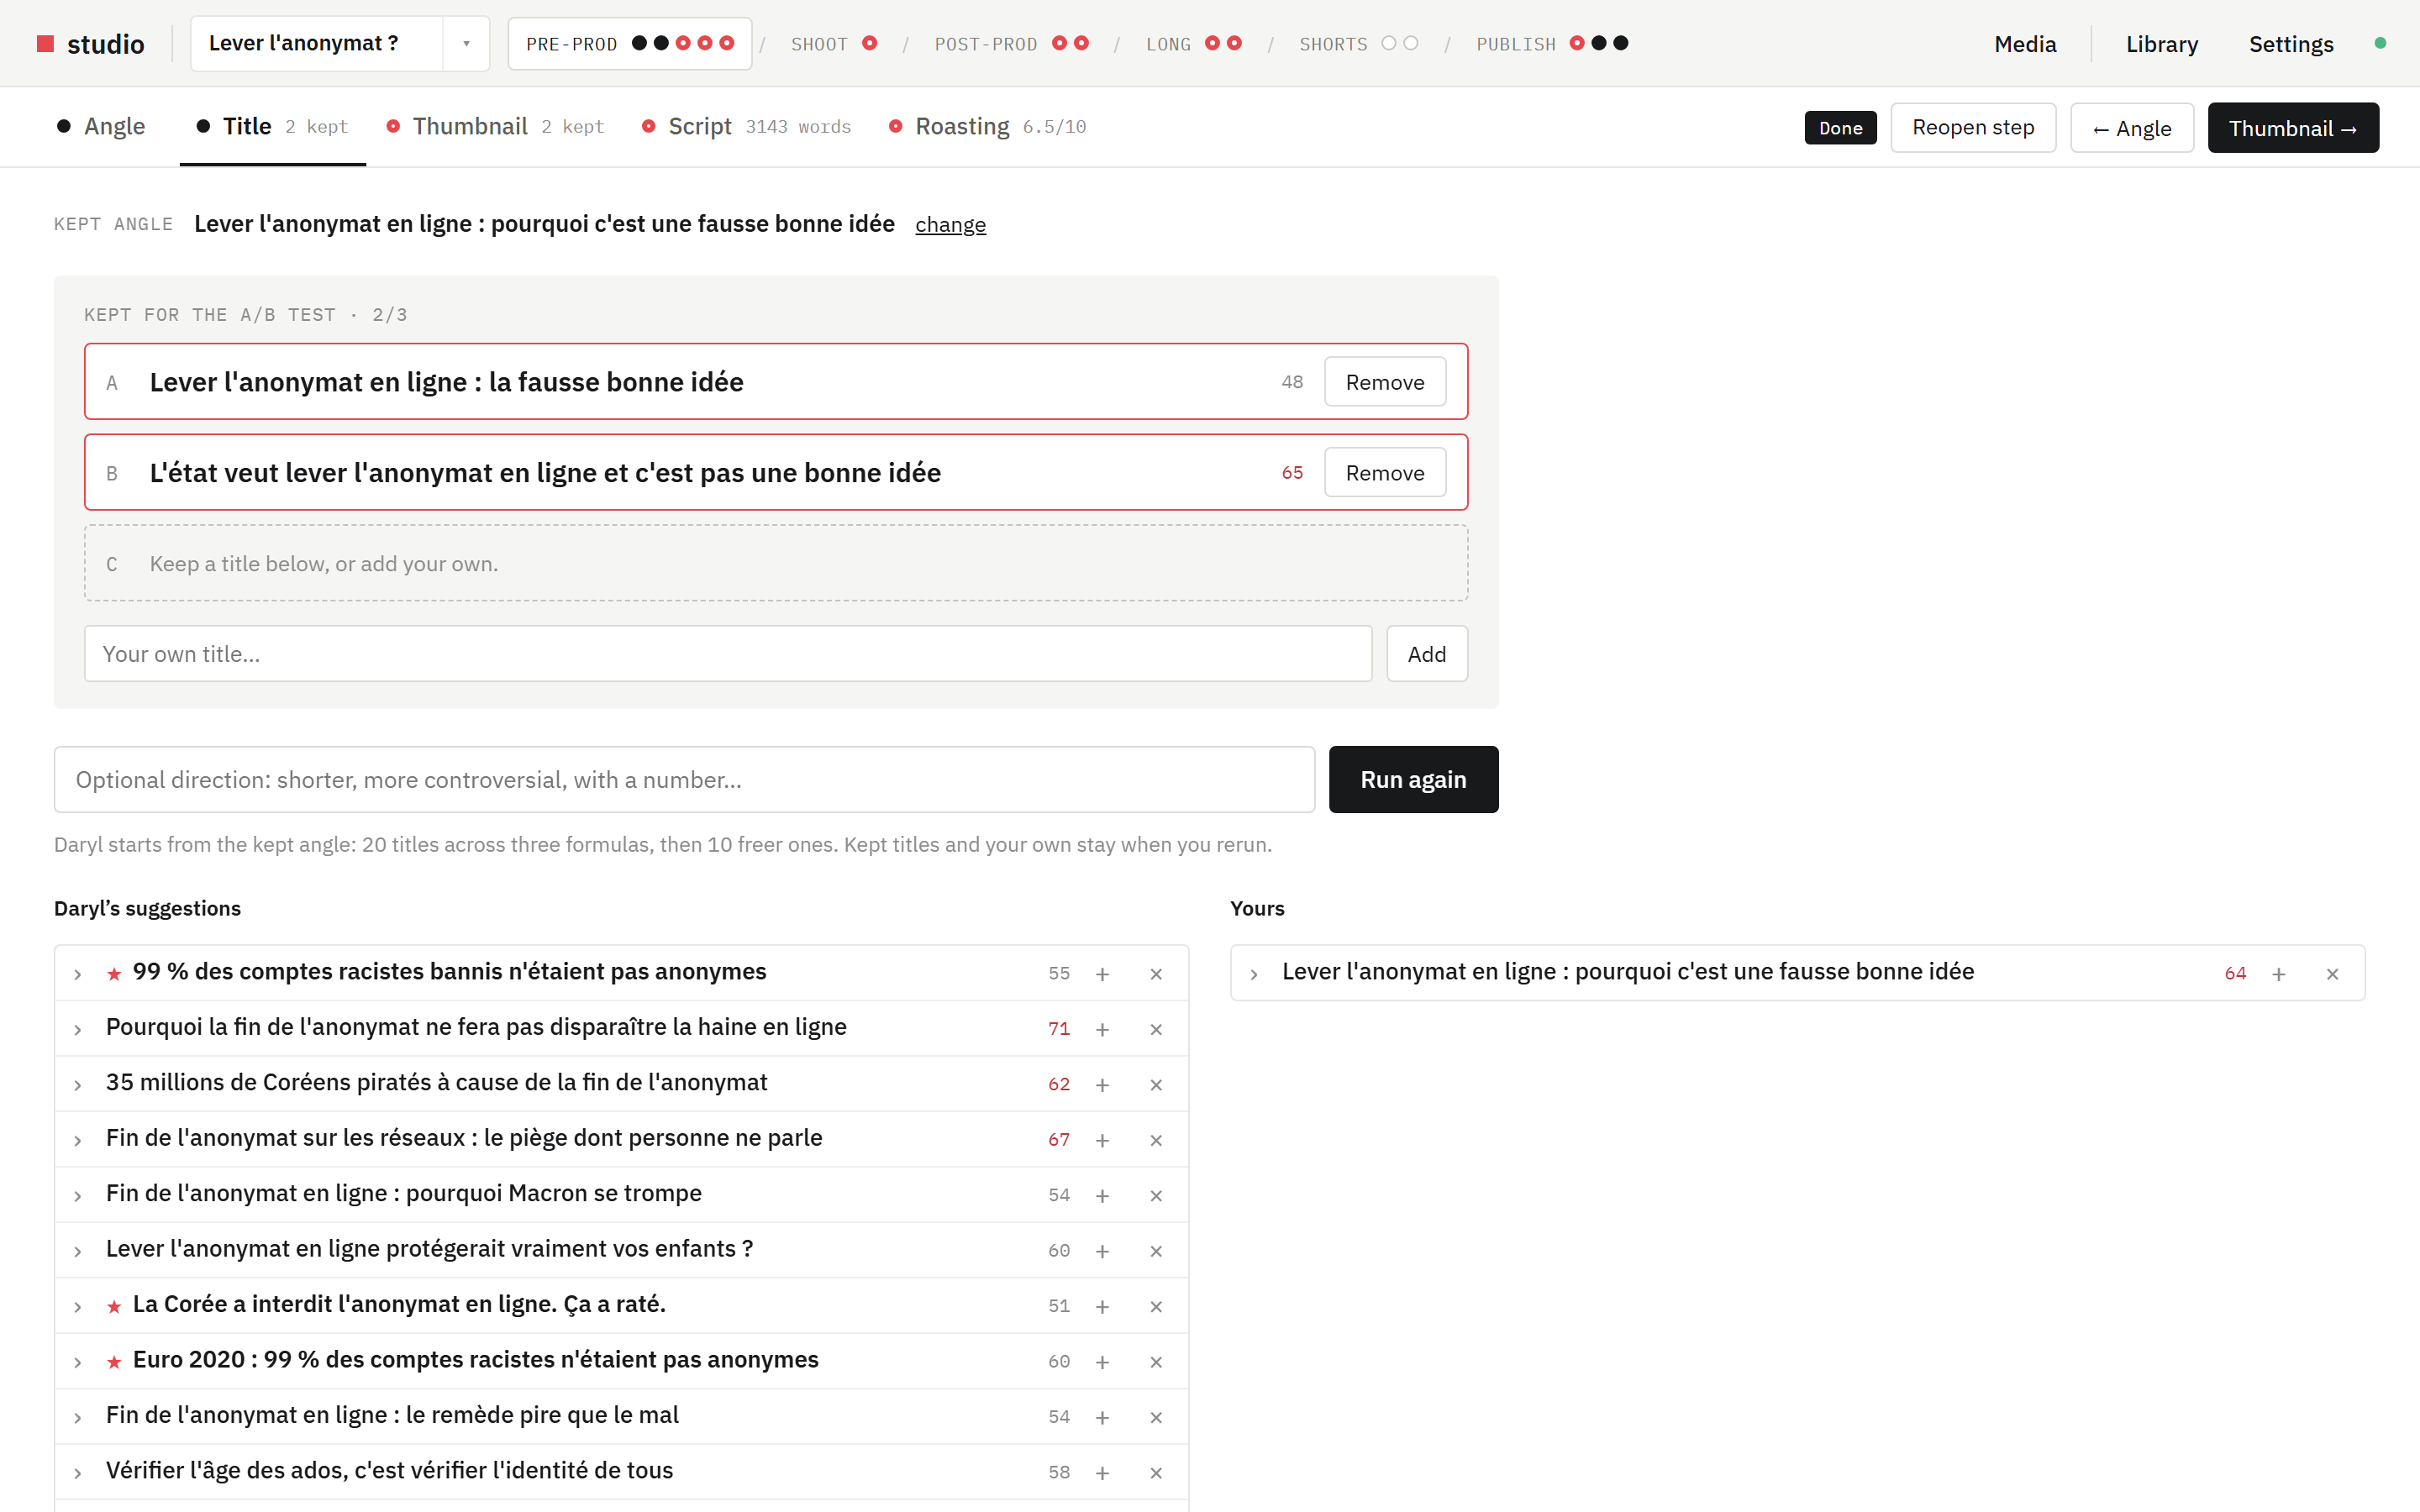 studio
Lever l'anonymat ?
PRE-PROD / SHOOT / POST-PROD / LONG / SHORTS / PUBLISH
Media
Library
Settings
Angle
Title 2 kept
Thumbnail 2 kept
Script 3143 words
Roasting 6.5/10
Done
Reopen step
← Angle
Thumbnail →
KEPT ANGLE Lever l'anonymat en ligne : pourquoi c'est une fausse bonne idée change
KEPT FOR THE A/B TEST · 2/3
A Lever l'anonymat en ligne : la fausse bonne idée 48 Remove
B L'état veut lever l'anonymat en ligne et c'est pas une bonne idée 65 Remove
C Keep a title below, or add your own.
Your own title... Add
Optional direction: shorter, more controversial, with a number... Run again
Daryl starts from the kept angle: 20 titles across three formulas, then 10 freer ones. Kept titles and your own stay when you rerun.
Daryl’s suggestions
› ★ 99 % des comptes racistes bannis n'étaient pas anonymes 55 + ×
› Pourquoi la fin de l'anonymat ne fera pas disparaître la haine en ligne 71 + ×
› 35 millions de Coréens piratés à cause de la fin de l'anonymat 62 + ×
› Fin de l'anonymat sur les réseaux : le piège dont personne ne parle 67 + ×
› Fin de l'anonymat en ligne : pourquoi Macron se trompe 54 + ×
› Lever l'anonymat en ligne protégerait vraiment vos enfants ? 60 + ×
› ★ La Corée a interdit l'anonymat en ligne. Ça a raté. 51 + ×
› ★ Euro 2020 : 99 % des comptes racistes n'étaient pas anonymes 60 + ×
› Fin de l'anonymat en ligne : le remède pire que le mal 54 + ×
› Vérifier l'âge des ados, c'est vérifier l'identité de tous 58 + ×
Yours
› Lever l'anonymat en ligne : pourquoi c'est une fausse bonne idée 64 + ×